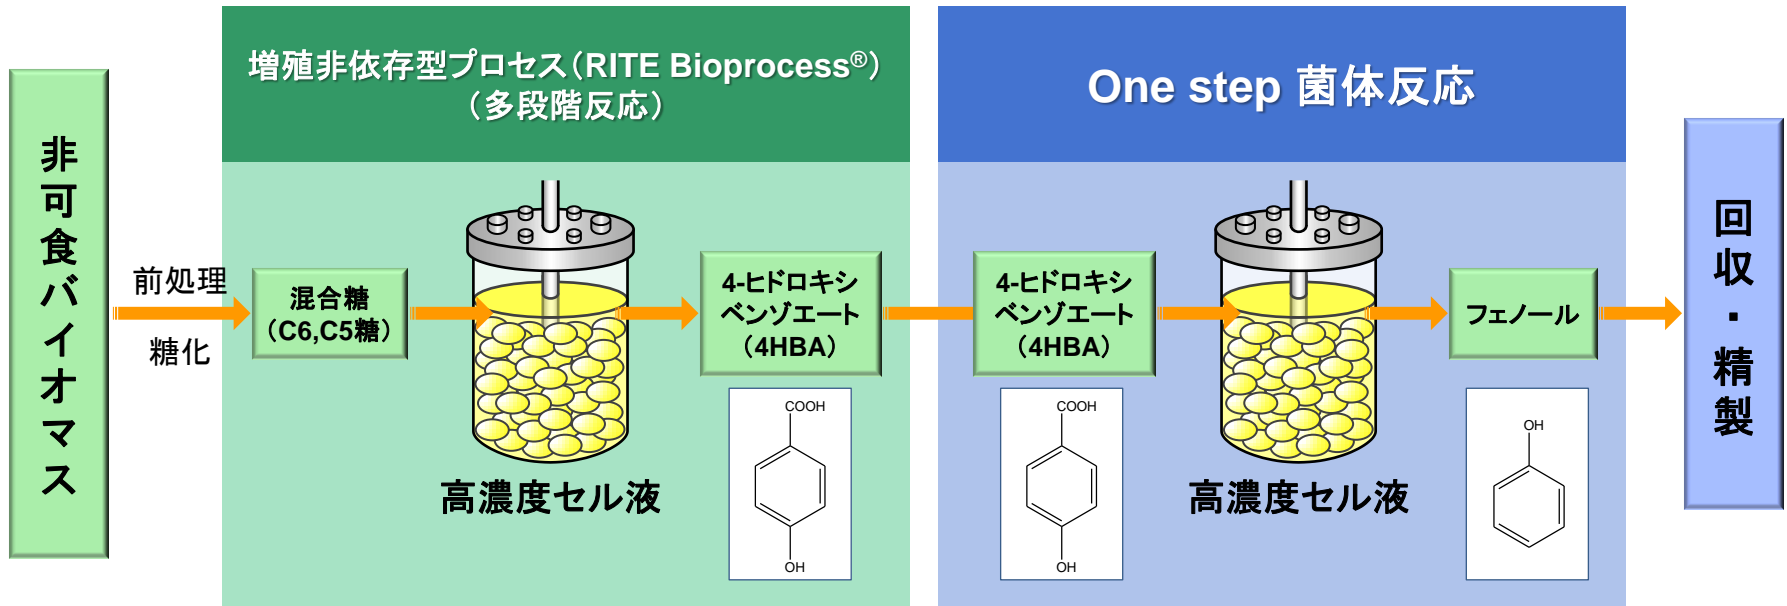 非可食バイオマス
前処理
糖化
増殖非依存型プロセス(RITE Bioprocess®)
(多段階反応)
混合糖
(C6,C5糖)
高濃度セル液
4-ヒドロキシ
ベンゾエート
(4HBA)
COOH
OH
One step 菌体反応
4-ヒドロキシ
ベンゾエート
(4HBA)
COOH
OH
高濃度セル液
フェノール
OH
回収・精製